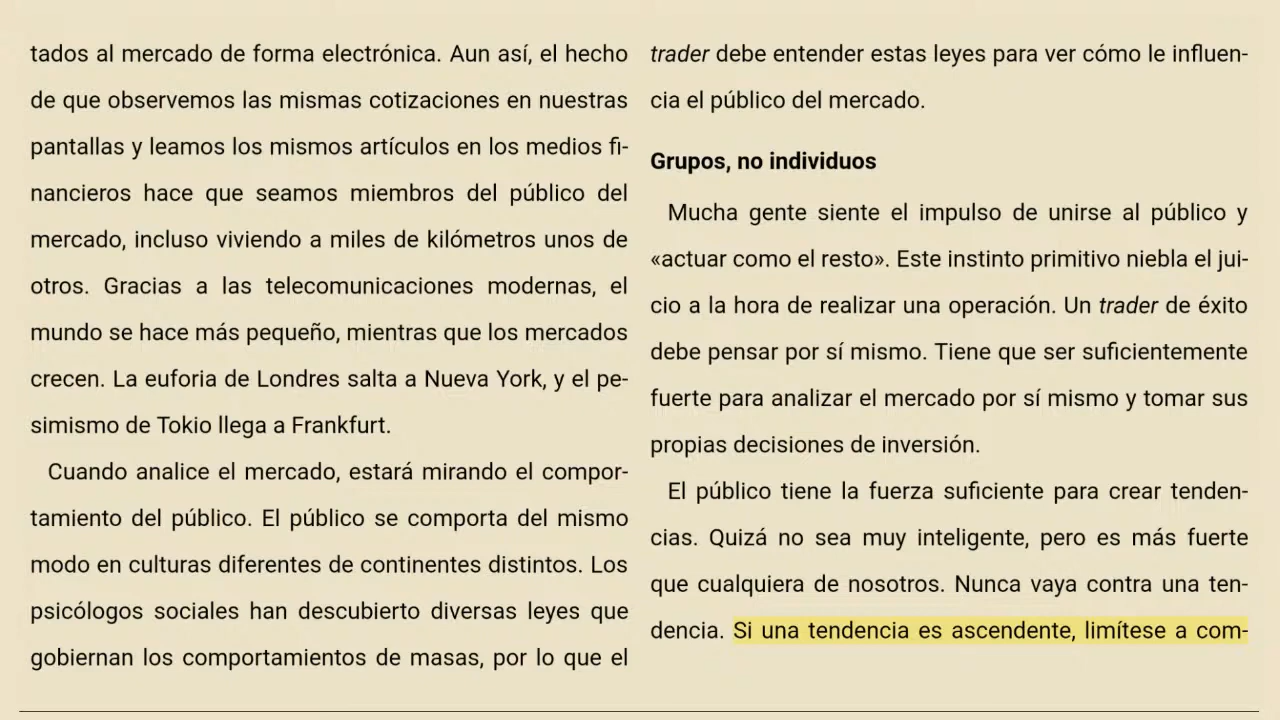 tados al mercado de forma electrónica. Aun así, el hecho
de que observemos las mismas cotizaciones en nuestras
pantallas y leamos los mismos artículos en los medios fi-
nancieros hace que seamos miembros del público del
mercado, incluso viviendo a miles de kilómetros unos de
otros. Gracias a las telecomunicaciones modernas, el
mundo se hace más pequeño, mientras que los mercados
crecen. La euforia de Londres salta a Nueva York, y el pe-
simismo de Tokio llega a Frankfurt.
Cuando analice el mercado, estará mirando el compor-
tamiento del público. El público se comporta del mismo
modo en culturas diferentes de continentes distintos. Los
psicólogos sociales han descubierto diversas leyes que
gobiernan los comportamientos de masas, por lo que el
trader debe entender estas leyes para ver cómo le influen-
cia el público del mercado.
Grupos, no individuos
Mucha gente siente el impulso de unirse al público y
«actuar como el resto». Este instinto primitivo niebla el jui-
cio a la hora de realizar una operación. Un trader de éxito
debe pensar por sí mismo. Tiene que ser suficientemente
fuerte para analizar el mercado por sí mismo y tomar sus
propias decisiones de inversión.
El público tiene la fuerza suficiente para crear tenden-
cias. Quizá no sea muy inteligente, pero es más fuerte
que cualquiera de nosotros. Nunca vaya contra una ten-
dencia. Si una tendencia es ascendente, limítese a com-